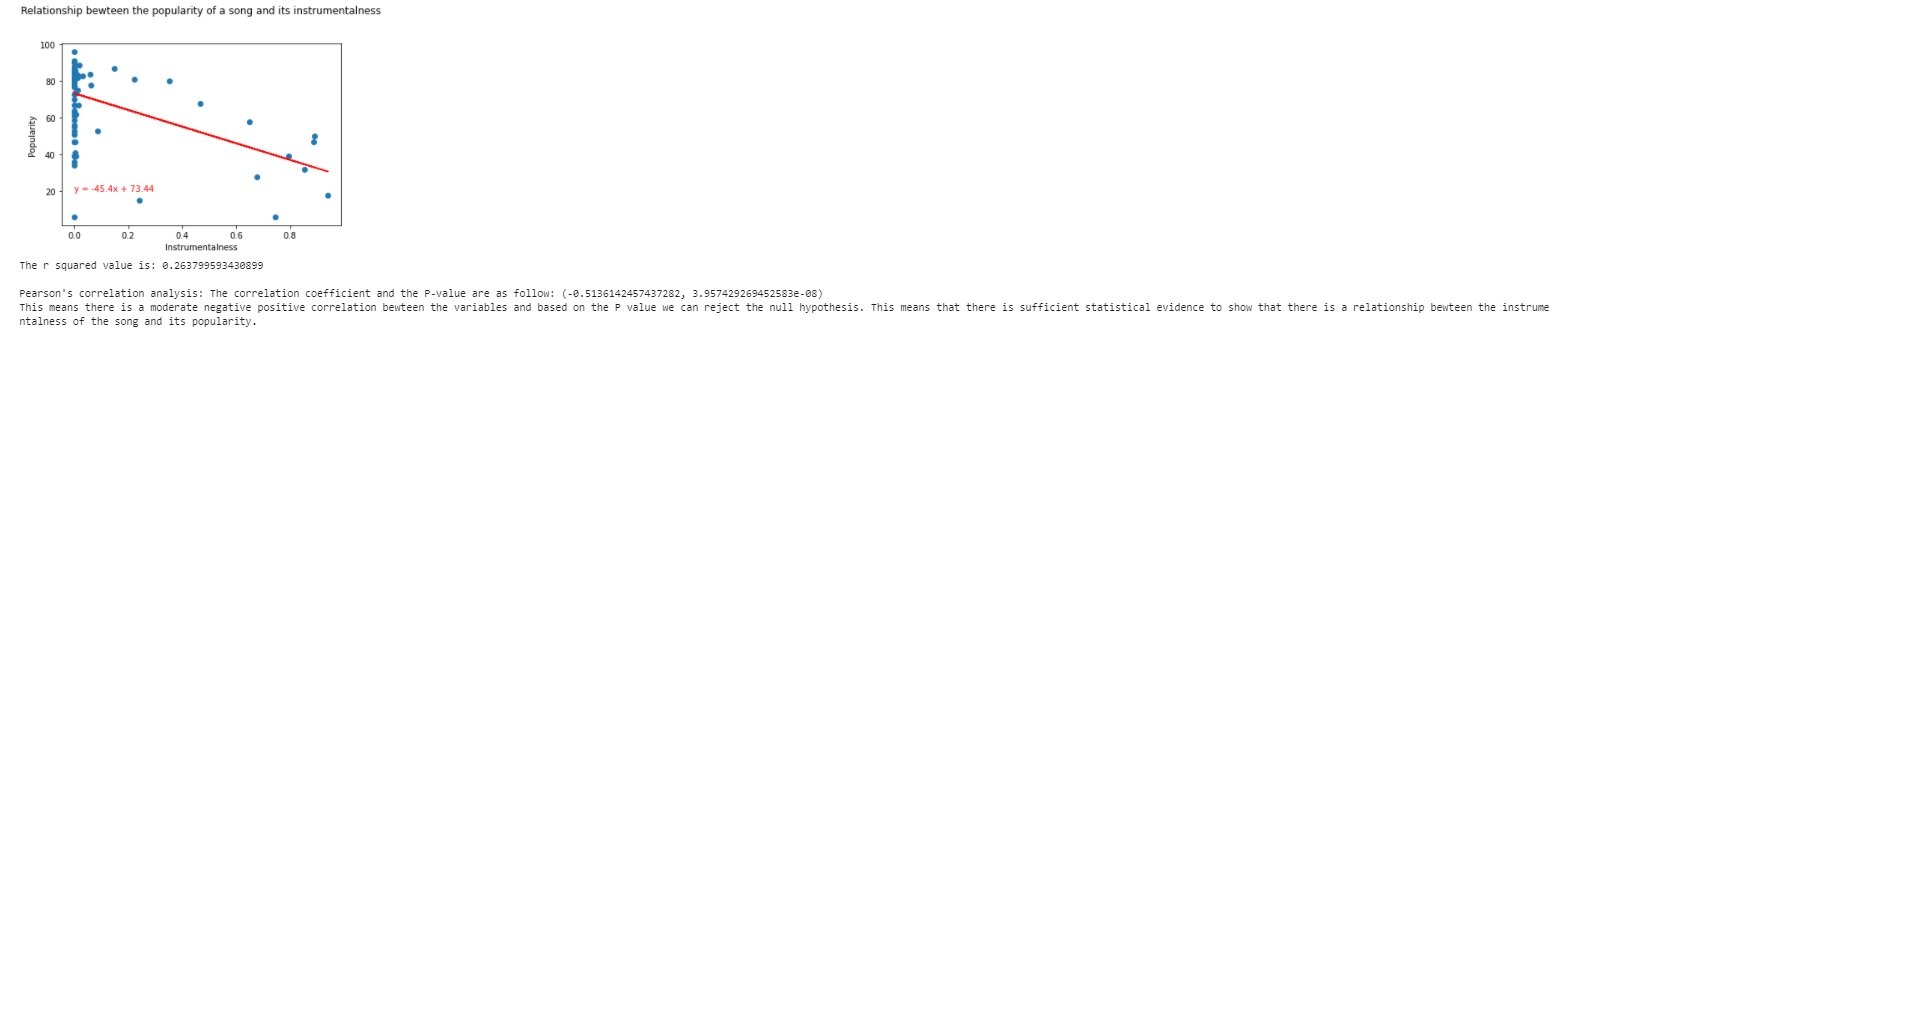 Relationship bewteen the popularity of a song and its instrumentalness
100
80
60
40
20
Popularity
y = -45.4x + 73.44
0.0 0.2 0.4 0.6 0.8
Instrumentalness
The r squared value is: 0.263799593430899
Pearson's correlation analysis: The correlation coefficient and the P-value are as follow: (-0.5136142457437282, 3.957429269452583e-08)
This means there is a moderate negative positive correlation bewteen the variables and based on the P value we can reject the null hypothesis. This means that there is sufficient statistical evidence to show that there is a relationship bewteen the instrume
ntalness of the song and its popularity.